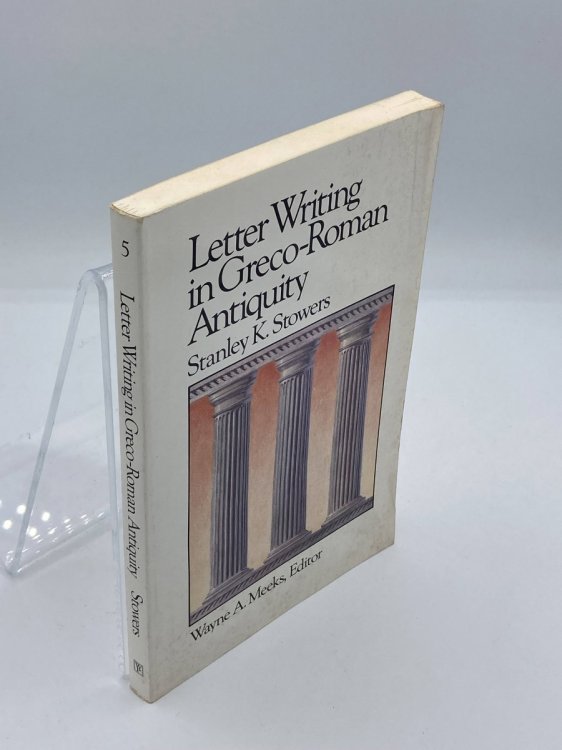 Letter Writing
in Greco-Roman
Antiquity
Stanley K. Stowers
Wayne A. Meeks, Editor
5
Letter Writing in Greco-Roman Antiquity Stowers